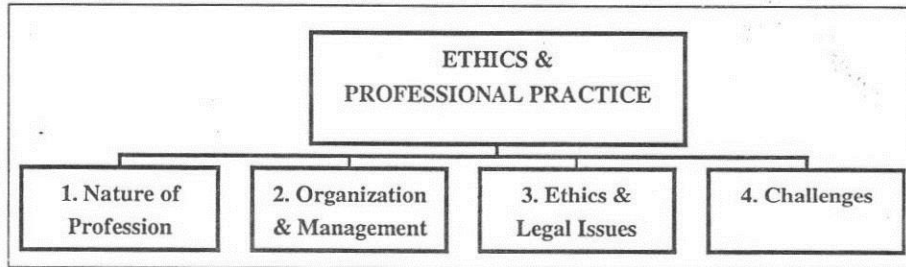 ETHICS &
PROFESSIONAL PRACTICE
1. Nature of
Profession
2. Organization
& Management
3. Ethics &
Legal Issues
4. Challenges